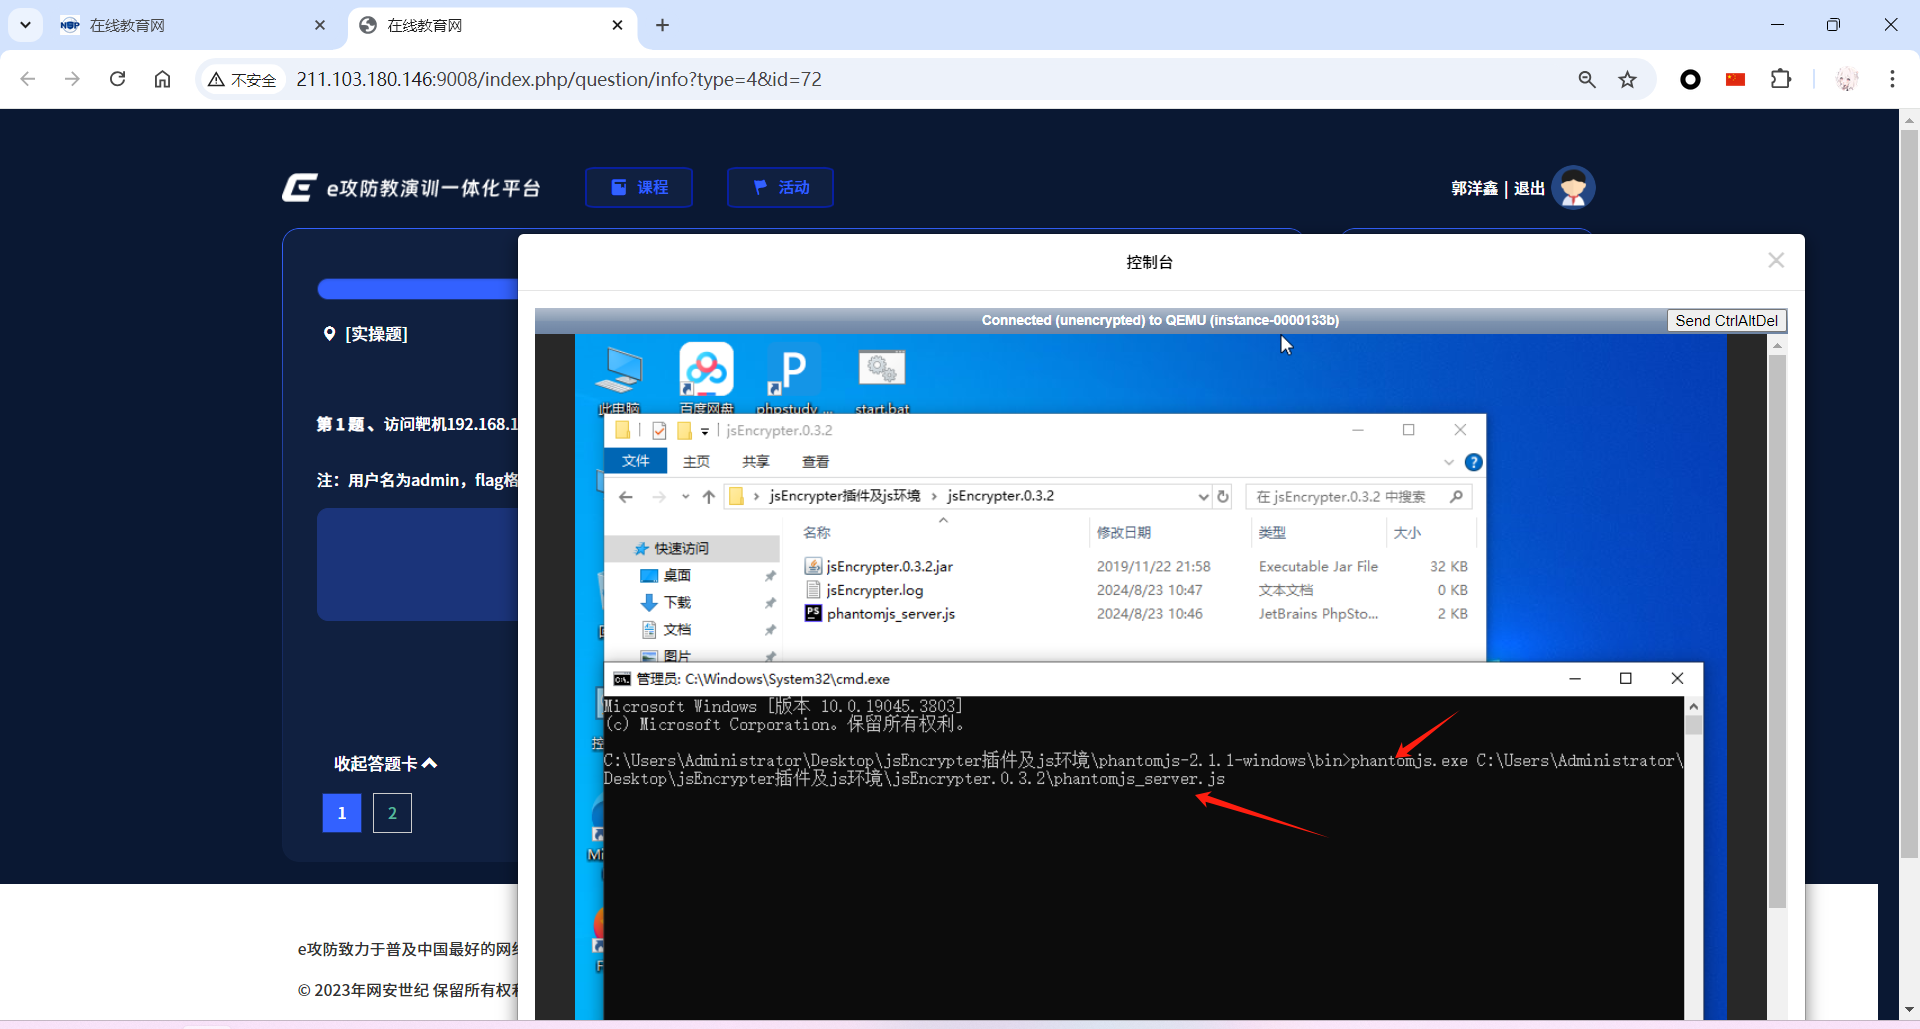 在线教育网
在线教育网
不安全
211.103.180.146:9008/index.php/question/info?type=4&id=72
e攻防教演训一体化平台
课程
活动
郭洋鑫 | 退出
控制台
[实操题]
Connected (unencrypted) to QEMU (instance-0000133b)
Send CtrlAltDel
此电脑
百度网盘
phpstudy ...
start.bat
第1题、访问靶机192.168.1
注：用户名为admin，flag格
jsEncrypter.0.3.2
文件
主页
共享
查看
jsEncrypter插件及js环境 › jsEncrypter.0.3.2
在 jsEncrypter.0.3.2 中搜索
名称
修改日期
类型
大小
快速访问
桌面
下载
文档
图片
jsEncrypter.0.3.2.jar
2019/11/22 21:58
Executable Jar File
32 KB
jsEncrypter.log
2024/8/23 10:47
文本文档
0 KB
phantomjs_server.js
2024/8/23 10:46
JetBrains PhpSto...
2 KB
管理员: C:\Windows\System32\cmd.exe
Microsoft Windows [版本 10.0.19045.3803]
(c) Microsoft Corporation。保留所有权利。
C:\Users\Administrator\Desktop\jsEncrypter插件及js环境\phantomjs-2.1.1-windows\bin>phantomjs.exe C:\Users\Administrator\
Desktop\jsEncrypter插件及js环境\jsEncrypter.0.3.2\phantomjs_server.js
收起答题卡
1
2
e攻防致力于普及中国最好的网
© 2023年网安世纪 保留所有权